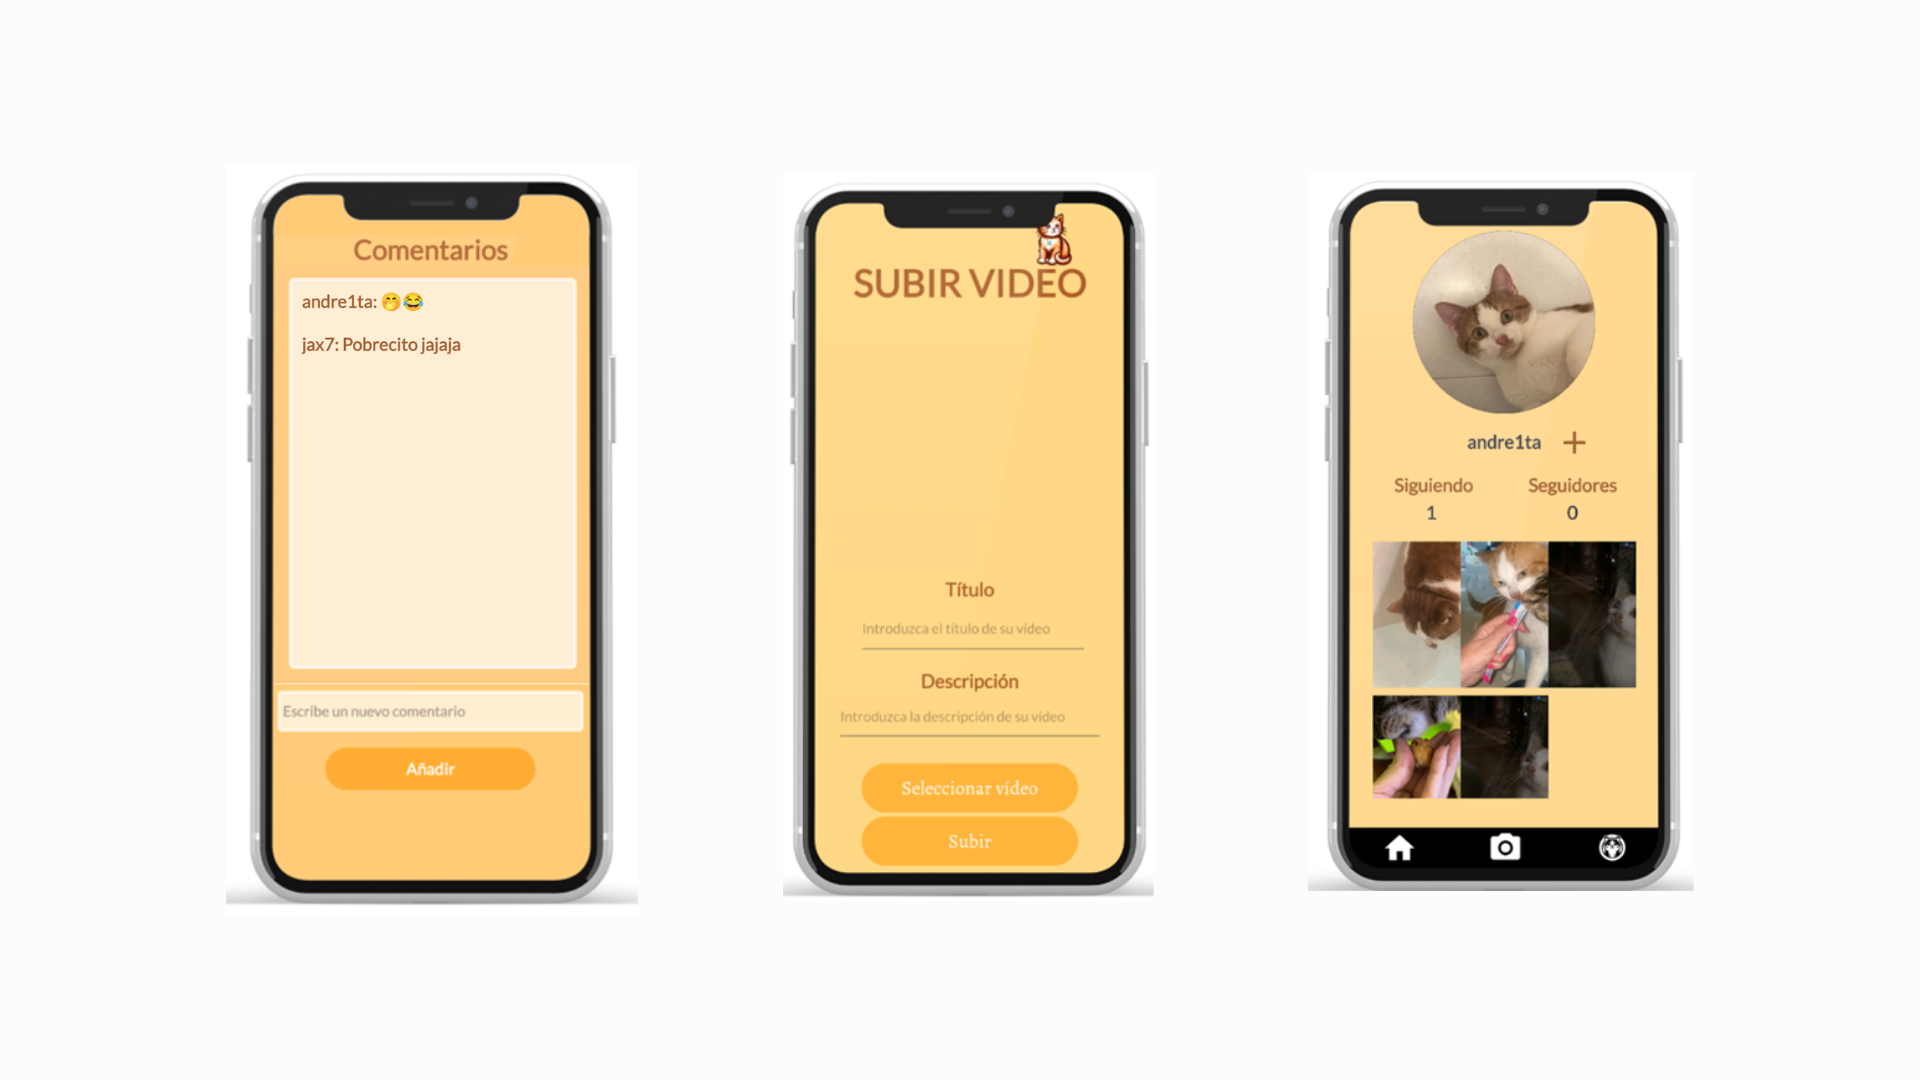 Comentarios
andre1ta: 🤭😂
jax7: Pobrecito jajaja
Escribe un nuevo comentario
Añadir
SUBIR VIDEO
Título
Introduzca el título de su vídeo
Descripción
Introduzca la descripción de su vídeo
Seleccionar vídeo
Subir
andre1ta +
Siguiendo Seguidores
1 0